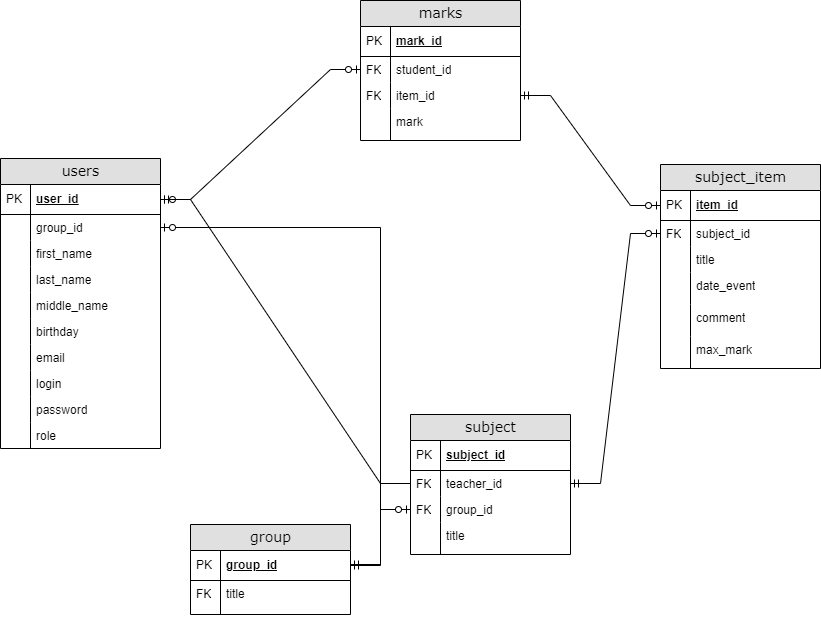 marks
PK mark_id
FK student_id
FK item_id
mark
users
PK user_id
group_id
first_name
last_name
middle_name
birthday
email
login
password
role
subject_item
PK item_id
FK subject_id
title
date_event
comment
max_mark
subject
PK subject_id
FK teacher_id
FK group_id
title
group
PK group_id
FK title